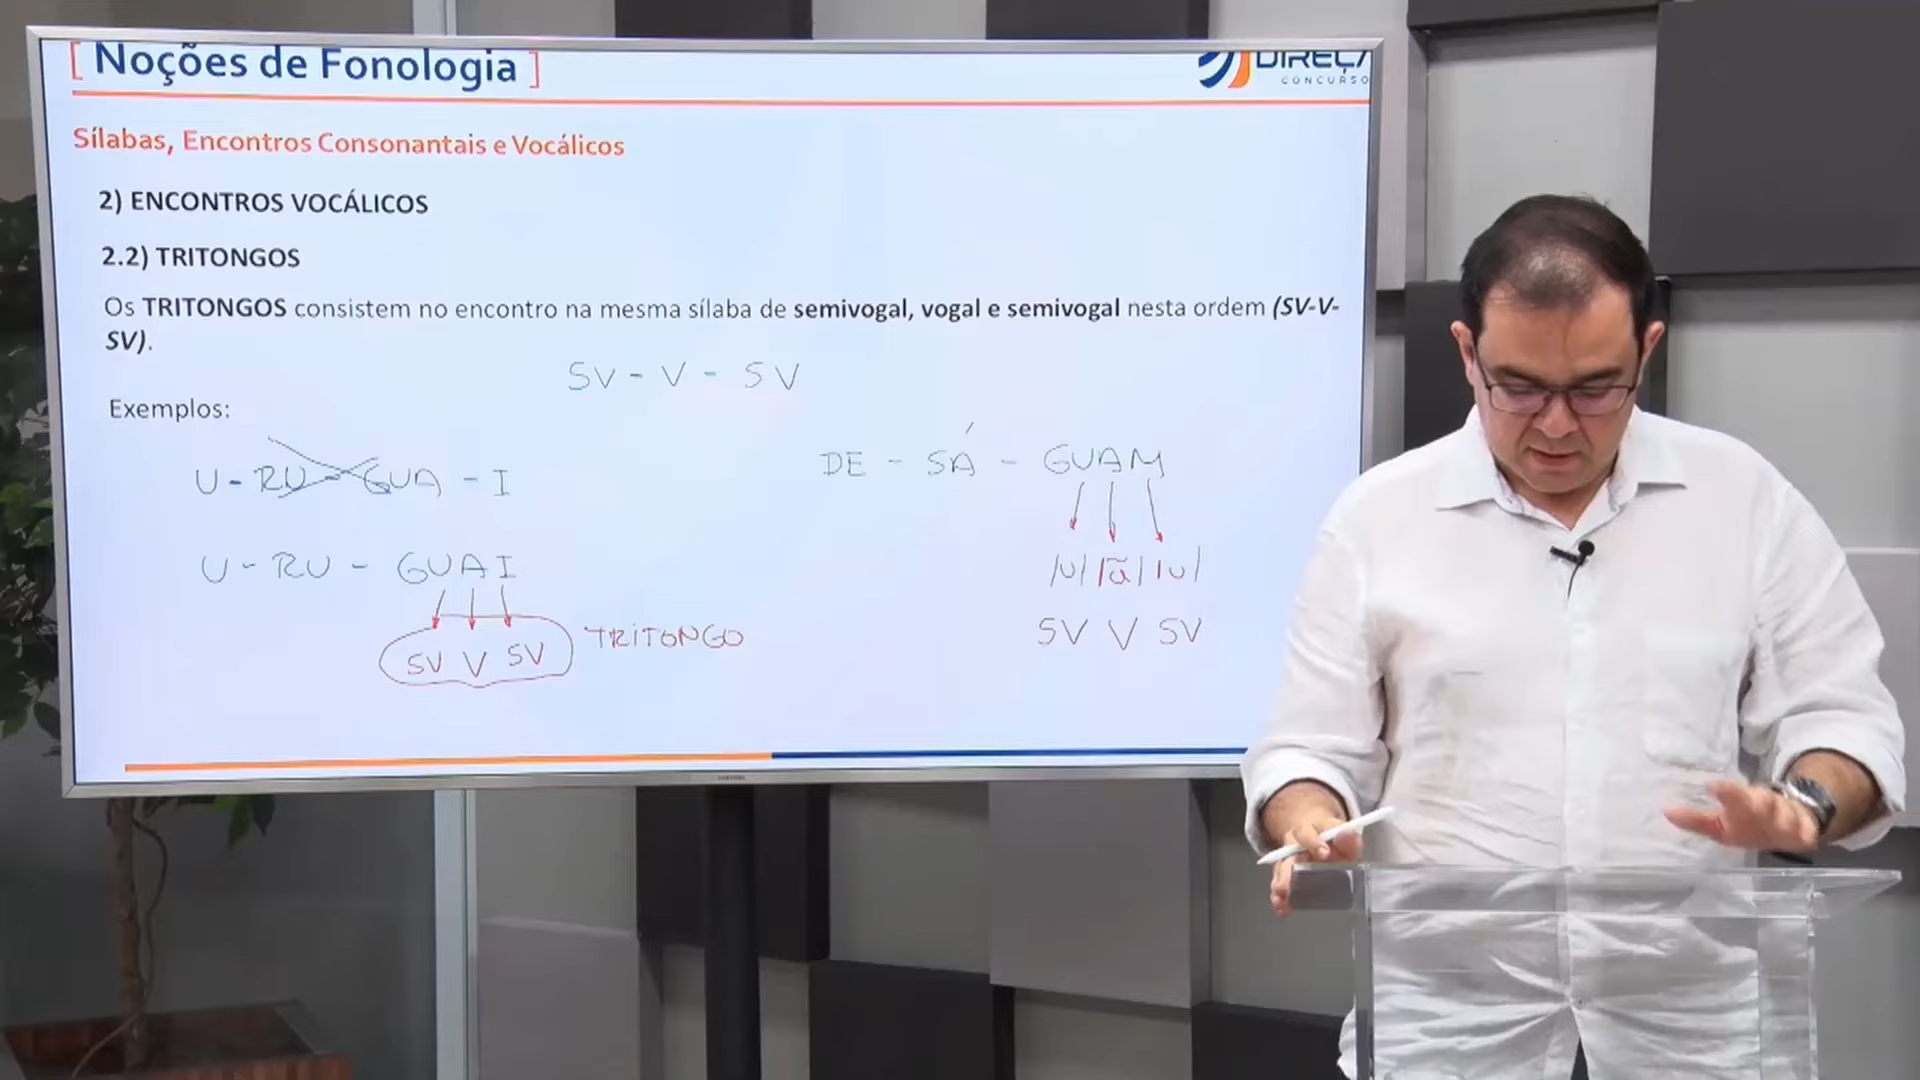 [ Noções de Fonologia ]
DIREÇA
CONCURSO
Sílabas, Encontros Consonantais e Vocálicos
2) ENCONTROS VOCÁLICOS
2.2) TRITONGOS
Os TRITONGOS consistem no encontro na mesma sílaba de semivogal, vogal e semivogal nesta ordem (SV-V-
SV).
SV - V - SV
Exemplos:
U - RU - GUA - I
DE - SÁ - GUAM
U - RU - GUAI
/u/ /ã/ /u/
SV V SV TRITONGO
SV V SV